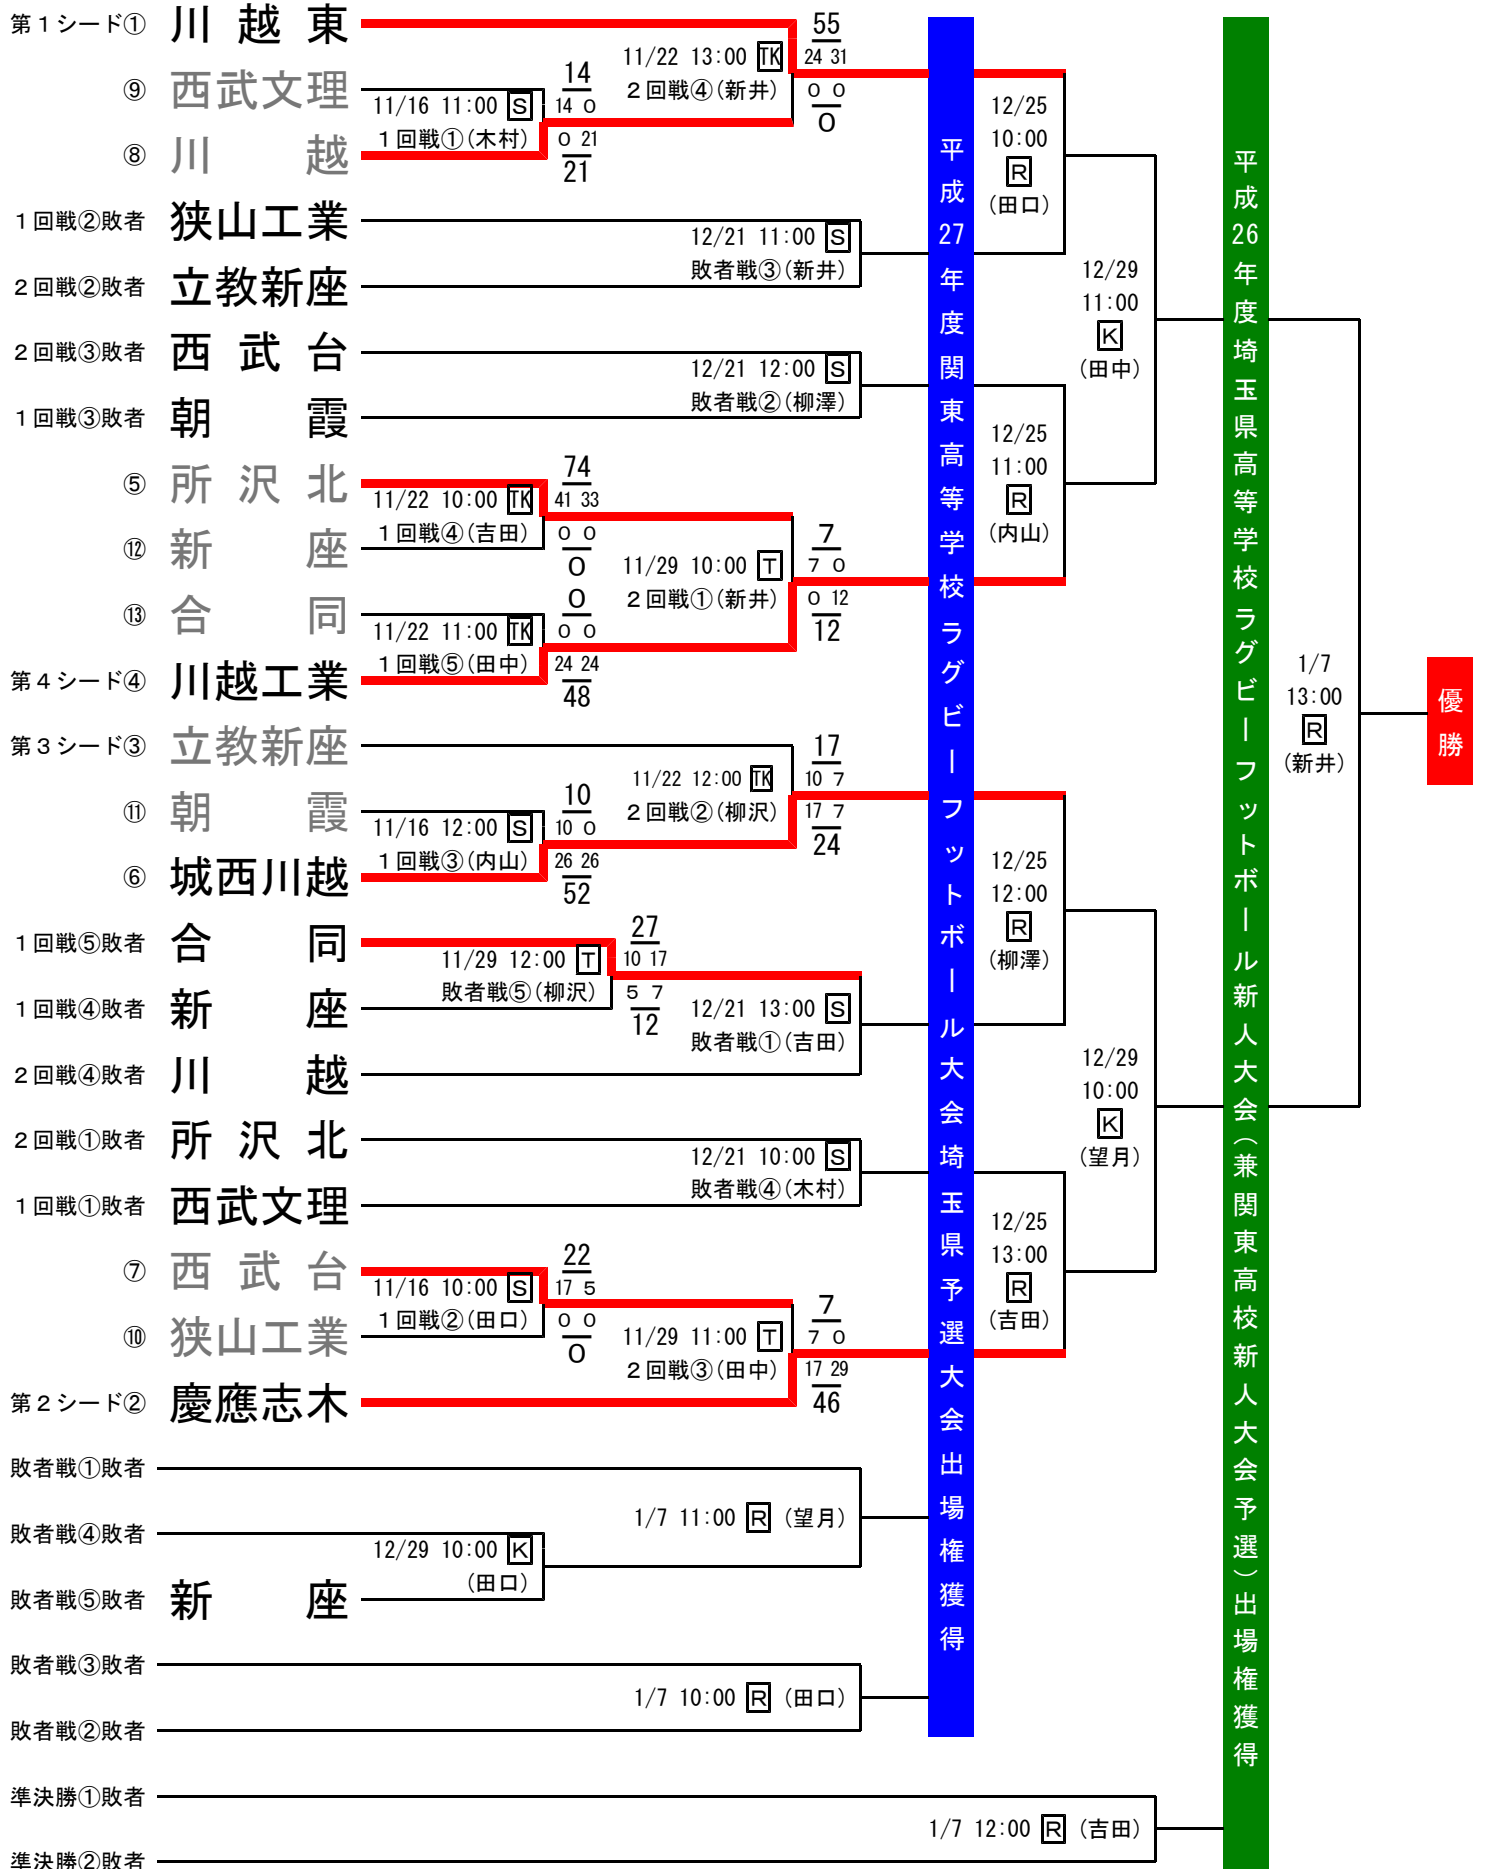 第1シード① 川越東
⑨ 西武文理
⑧ 川越
1回戦②敗者 狭山工業
2回戦②敗者 立教新座
2回戦③敗者 西武台
1回戦③敗者 朝霞
⑤ 所沢北
⑫ 新座
⑬ 合同
第4シード④ 川越工業
第3シード③ 立教新座
⑪ 朝霞
⑥ 城西川越
1回戦⑤敗者 合同
1回戦④敗者 新座
2回戦④敗者 川越
2回戦①敗者 所沢北
1回戦①敗者 西武文理
⑦ 西武台
⑩ 狭山工業
第2シード② 慶應志木
敗者戦①敗者
敗者戦④敗者
敗者戦⑤敗者 新座
敗者戦③敗者
敗者戦②敗者
準決勝①敗者
準決勝②敗者
11/16 11:00 S
1回戦①(木村)
14
14 0
0 21
21
11/22 13:00 TK
2回戦④(新井)
55
24 31
0 0
0
12/21 11:00 S
敗者戦③(新井)
12/21 12:00 S
敗者戦②(柳澤)
11/22 10:00 TK
1回戦④(吉田)
74
41 33
0 0
0
11/22 11:00 TK
1回戦⑤(田中)
0
0 0
24 24
48
11/29 10:00 T
2回戦①(新井)
7
7 0
0 12
12
11/22 12:00 TK
2回戦②(柳沢)
17
10 7
17 7
24
11/16 12:00 S
1回戦③(内山)
10
10 0
26 26
52
11/29 12:00 T
敗者戦⑤(柳沢)
27
10 17
5 7
12
12/21 13:00 S
敗者戦①(吉田)
12/21 10:00 S
敗者戦④(木村)
11/16 10:00 S
1回戦②(田口)
22
17 5
0 0
0
11/29 11:00 T
2回戦③(田中)
7
7 0
17 29
46
1/7 11:00 R (望月)
12/29 10:00 K
(田口)
1/7 10:00 R (田口)
1/7 12:00 R (吉田)
平成27年度関東高等学校ラグビーフットボール大会埼玉県予選大会出場権獲得
12/25
10:00
R
(田口)
12/25
11:00
R
(内山)
12/25
12:00
R
(柳澤)
12/25
13:00
R
(吉田)
12/29
11:00
K
(田中)
12/29
10:00
K
(望月)
平成26年度埼玉県高等学校ラグビーフットボール新人大会(兼関東高校新人大会予選)出場権獲得
1/7
13:00
R
(新井)
優勝